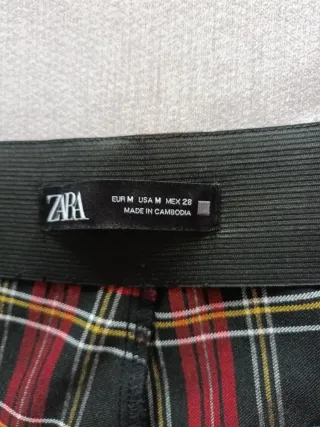 ZARA
EUR M USA M MEX 28
MADE IN CAMBODIA